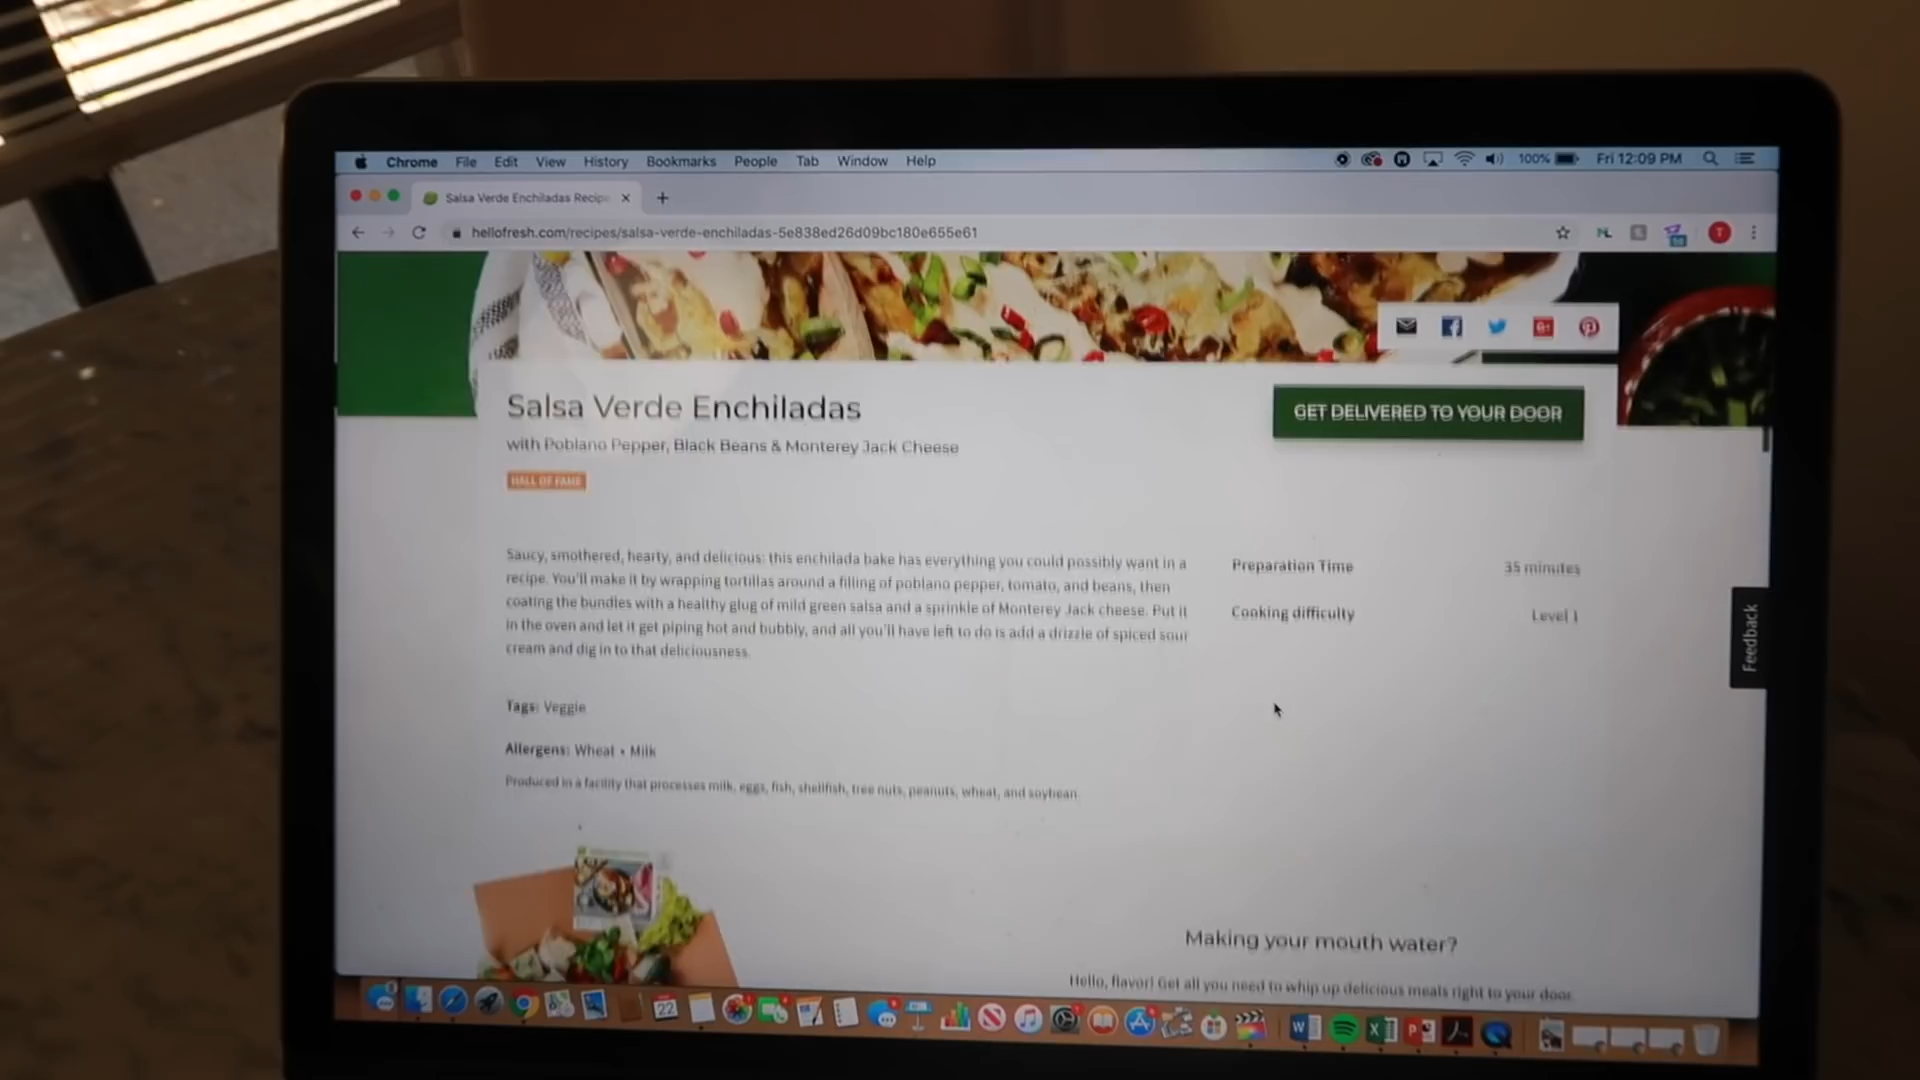 Chrome File Edit View History Bookmarks People Tab Window Help
100% Fri 12:09 PM
Salsa Verde Enchiladas Recip
hellofresh.com/recipes/salsa-verde-enchiladas-5e838ed26d09bc180e655e61
T
Salsa Verde Enchiladas
GET DELIVERED TO YOUR DOOR
with Poblano Pepper, Black Beans & Monterey Jack Cheese
HALL OF FAME
Saucy, smothered, hearty, and delicious: this enchilada bake has everything you could possibly want in a
recipe. You'll make it by wrapping tortillas around a filling of poblano pepper, tomato, and beans, then
coating the bundles with a healthy glug of mild green salsa and a sprinkle of Monterey Jack cheese. Put it
in the oven and let it get piping hot and bubbly, and all you'll have left to do is add a drizzle of spiced sour
cream and dig in to that deliciousness.
Preparation Time 35 minutes
Cooking difficulty Level 1
Feedback
Tags: Veggie
Allergens: Wheat • Milk
Produced in a facility that processes milk, eggs, fish, shellfish, tree nuts, peanuts, wheat, and soybean.
Making your mouth water?
Hello, flavor! Get all you need to whip up delicious meals right to your door.
22